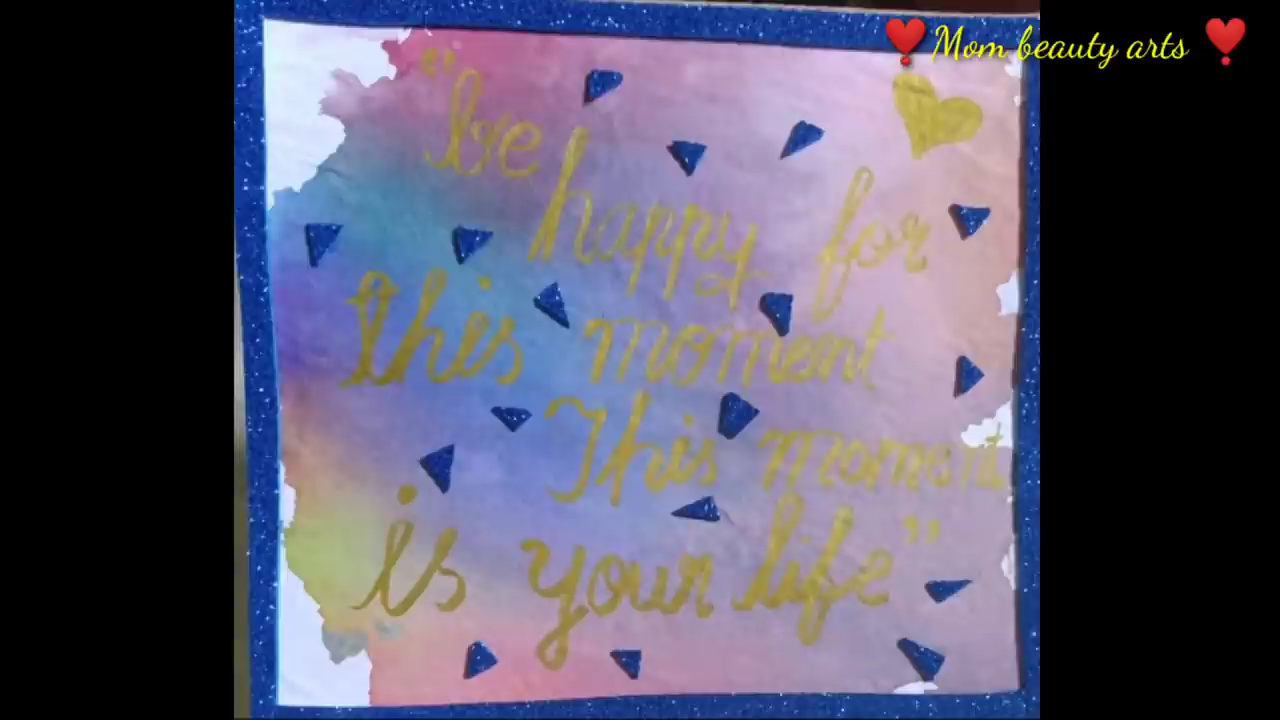 ❣Mom beauty arts ❣
"be
happy for
this moment
This moment
is your life"